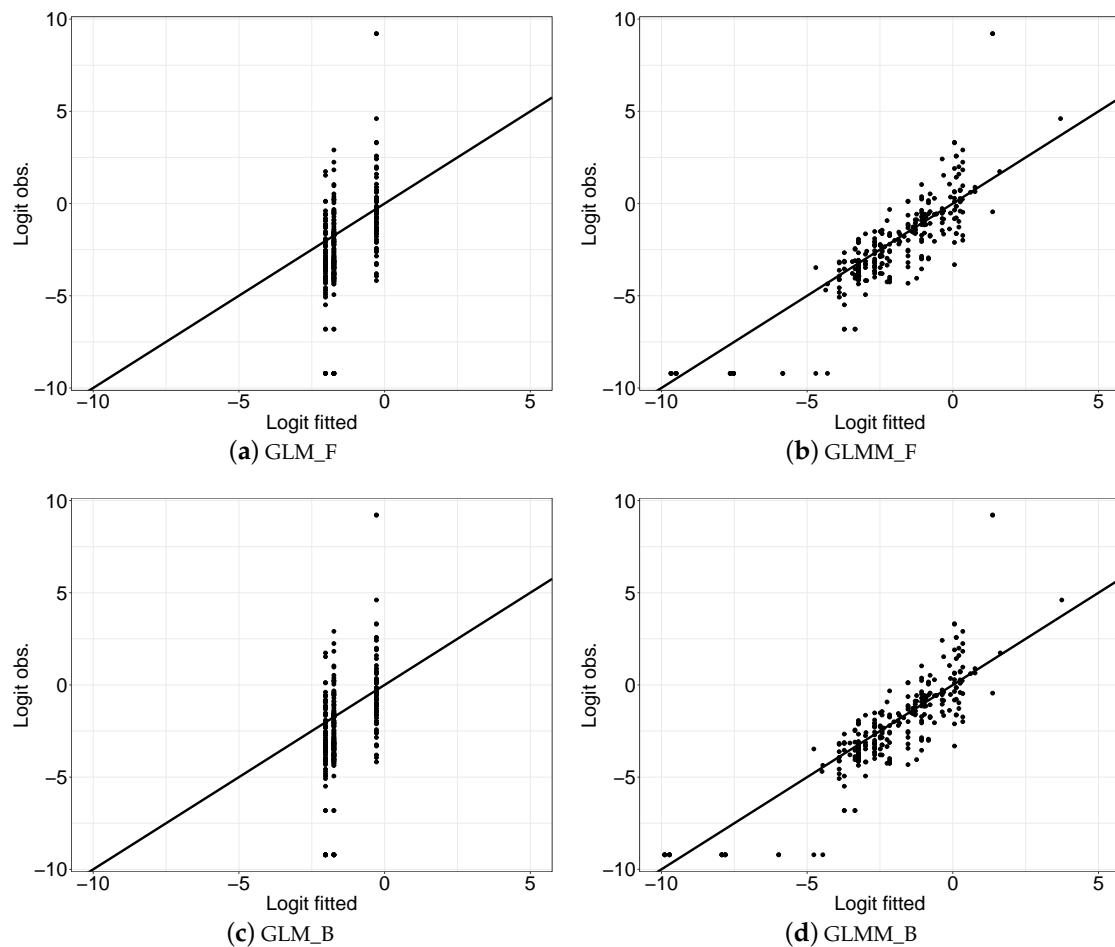 10
5
0
−5
−10
Logit obs.
−10 −5 0 5
Logit fitted
(a) GLM_F
10
5
0
−5
−10
Logit obs.
−10 −5 0 5
Logit fitted
(b) GLMM_F
10
5
0
−5
−10
Logit obs.
−10 −5 0 5
Logit fitted
(c) GLM_B
10
5
0
−5
−10
Logit obs.
−10 −5 0 5
Logit fitted
(d) GLMM_B